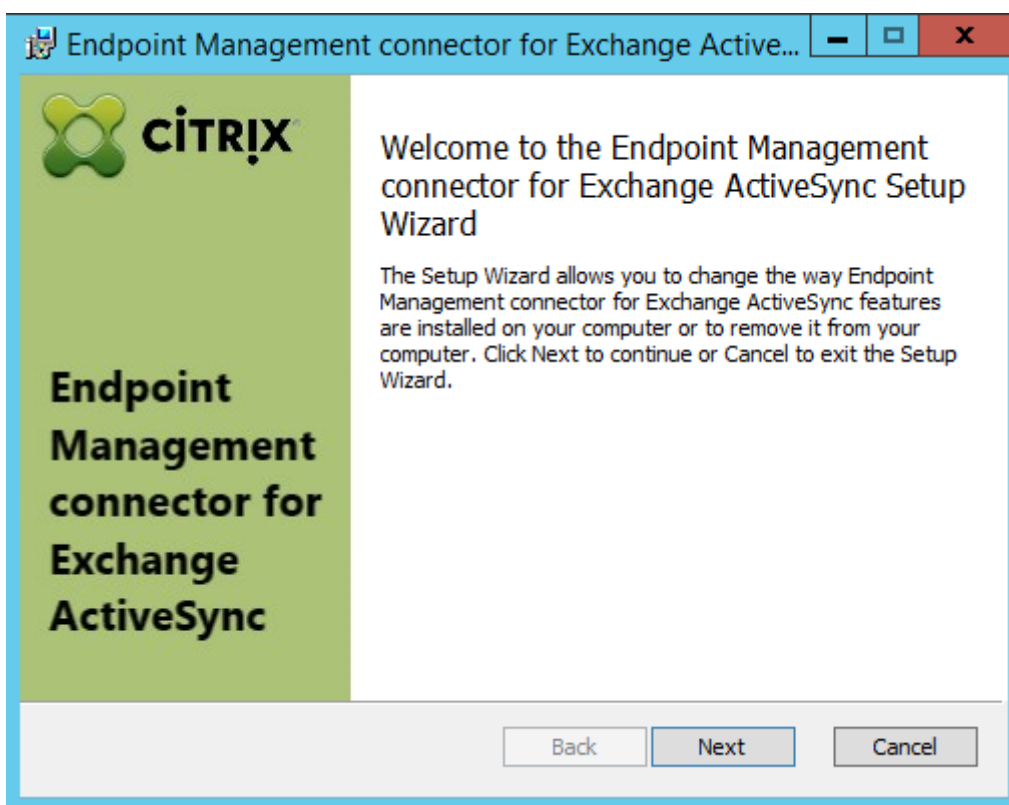 Endpoint Management connector for Exchange Active...
CİTRỊX
Welcome to the Endpoint Management
connector for Exchange ActiveSync Setup
Wizard
The Setup Wizard allows you to change the way Endpoint
Management connector for Exchange ActiveSync features
are installed on your computer or to remove it from your
computer. Click Next to continue or Cancel to exit the Setup
Wizard.
Endpoint
Management
connector for
Exchange
ActiveSync
Back
Next
Cancel